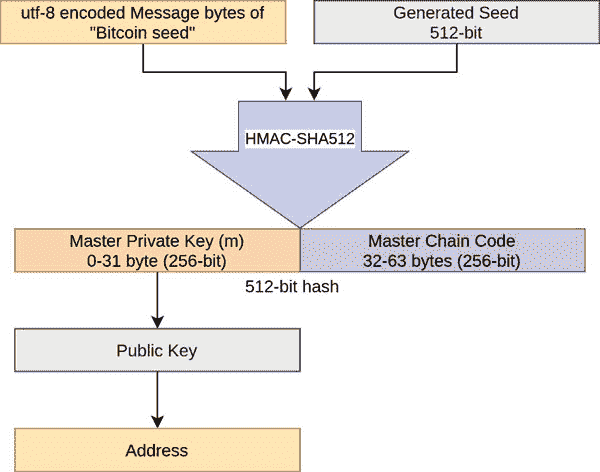 utf-8 encoded Message bytes of
"Bitcoin seed"
Generated Seed
512-bit
HMAC-SHA512
Master Private Key (m)
0-31 byte (256-bit)
Master Chain Code
32-63 bytes (256-bit)
512-bit hash
Public Key
Address